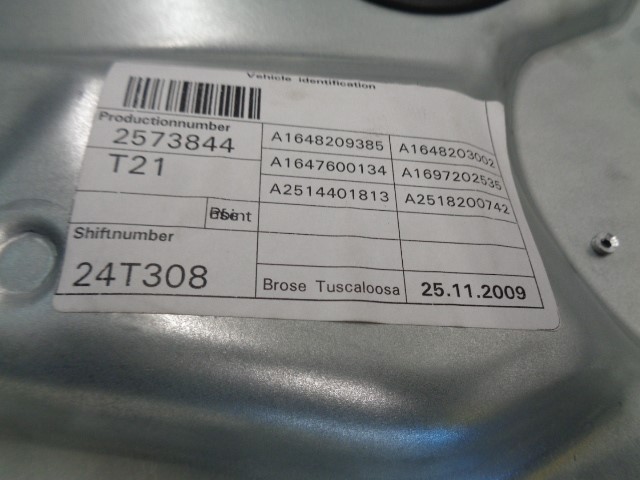 Vehicle identification
Productionnumber
2573844
T21
A1648209385 A1648203002
A1647600134 A1697202535
A2514401813 A2518200742
Shiftnumber
24T308
Brose Tuscaloosa 25.11.2009